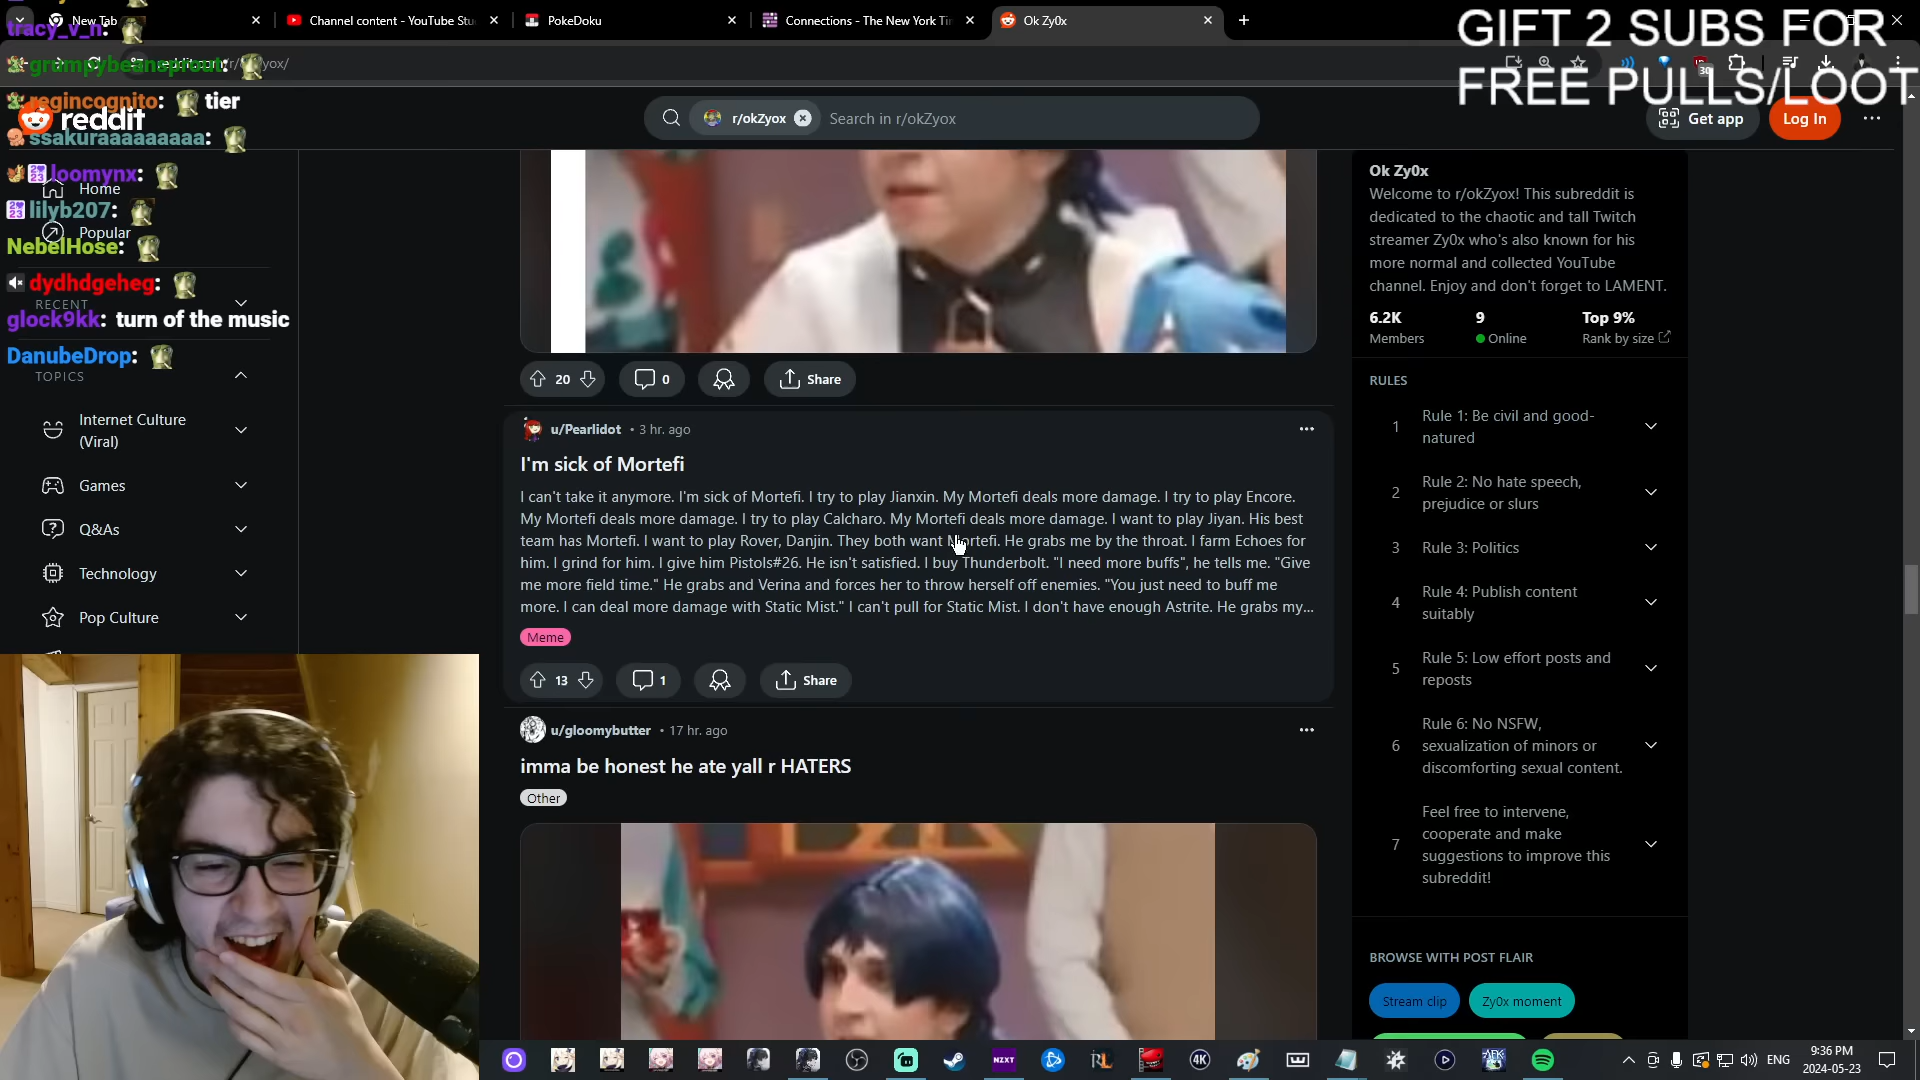 New Tab
Channel content - YouTube Stu
PokeDoku
Connections - The New York Tin
Ok Zy0x
GIFT 2 SUBS FOR
FREE PULLS/LOOT
tracy_v_n:
grumpybeansprout:
regincognito: tier
ssakuraaaaaaaaa:
loomynx:
lilyb207:
NebelHose:
dydhdgeheg:
glock9kk: turn of the music
DanubeDrop:
reddit
r/okZyox
Search in r/okZyox
Get app
Log In
Home
Popular
RECENT
TOPICS
Internet Culture
(Viral)
Games
Q&As
Technology
Pop Culture
20
0
Share
u/Pearlidot • 3 hr. ago
I'm sick of Mortefi
I can't take it anymore. I'm sick of Mortefi. I try to play Jianxin. My Mortefi deals more damage. I try to play Encore.
My Mortefi deals more damage. I try to play Calcharo. My Mortefi deals more damage. I want to play Jiyan. His best
team has Mortefi. I want to play Rover, Danjin. They both want Mortefi. He grabs me by the throat. I farm Echoes for
him. I grind for him. I give him Pistols#26. He isn't satisfied. I buy Thunderbolt. "I need more buffs", he tells me. "Give
me more field time." He grabs and Verina and forces her to throw herself off enemies. "You just need to buff me
more. I can deal more damage with Static Mist." I can't pull for Static Mist. I don't have enough Astrite. He grabs my...
Meme
13
1
Share
u/gloomybutter • 17 hr. ago
imma be honest he ate yall r HATERS
Other
Ok Zy0x
Welcome to r/okZyox! This subreddit is
dedicated to the chaotic and tall Twitch
streamer Zy0x who's also known for his
more normal and collected YouTube
channel. Enjoy and don't forget to LAMENT.
6.2K
Members
9
Online
Top 9%
Rank by size
RULES
1
Rule 1: Be civil and good-
natured
2
Rule 2: No hate speech,
prejudice or slurs
3
Rule 3: Politics
4
Rule 4: Publish content
suitably
5
Rule 5: Low effort posts and
reposts
6
Rule 6: No NSFW,
sexualization of minors or
discomforting sexual content.
7
Feel free to intervene,
cooperate and make
suggestions to improve this
subreddit!
BROWSE WITH POST FLAIR
Stream clip
Zy0x moment
NZXT
4K
AFK
ENG
9:36 PM
2024-05-23